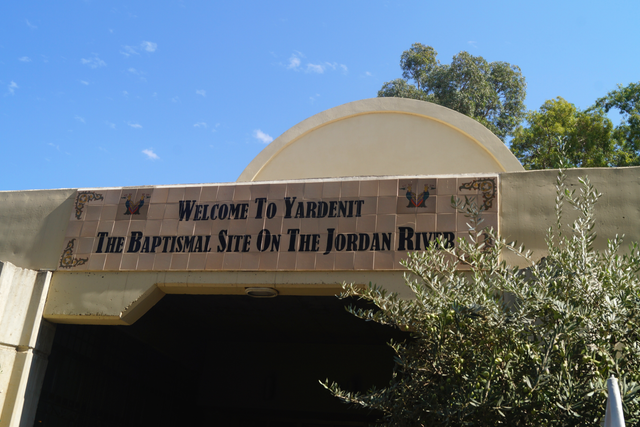 Welcome To Yardenit
The Baptismal Site On The Jordan River